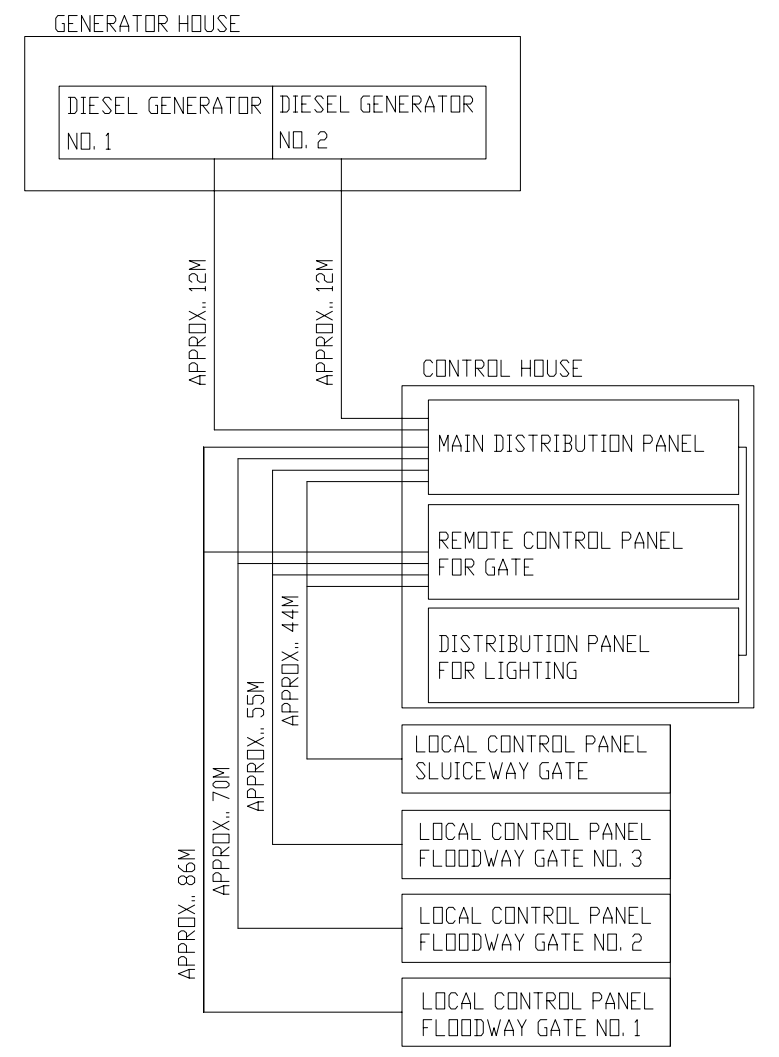 GENERATOR HOUSE
DIESEL GENERATOR
NO. 1
DIESEL GENERATOR
NO. 2
APPROX.. 12M
APPROX.. 12M
CONTROL HOUSE
MAIN DISTRIBUTION PANEL
REMOTE CONTROL PANEL
FOR GATE
DISTRIBUTION PANEL
FOR LIGHTING
APPROX.. 44M
APPROX.. 55M
APPROX.. 70M
APPROX.. 86M
LOCAL CONTROL PANEL
SLUICEWAY GATE
LOCAL CONTROL PANEL
FLOODWAY GATE NO. 3
LOCAL CONTROL PANEL
FLOODWAY GATE NO. 2
LOCAL CONTROL PANEL
FLOODWAY GATE NO. 1